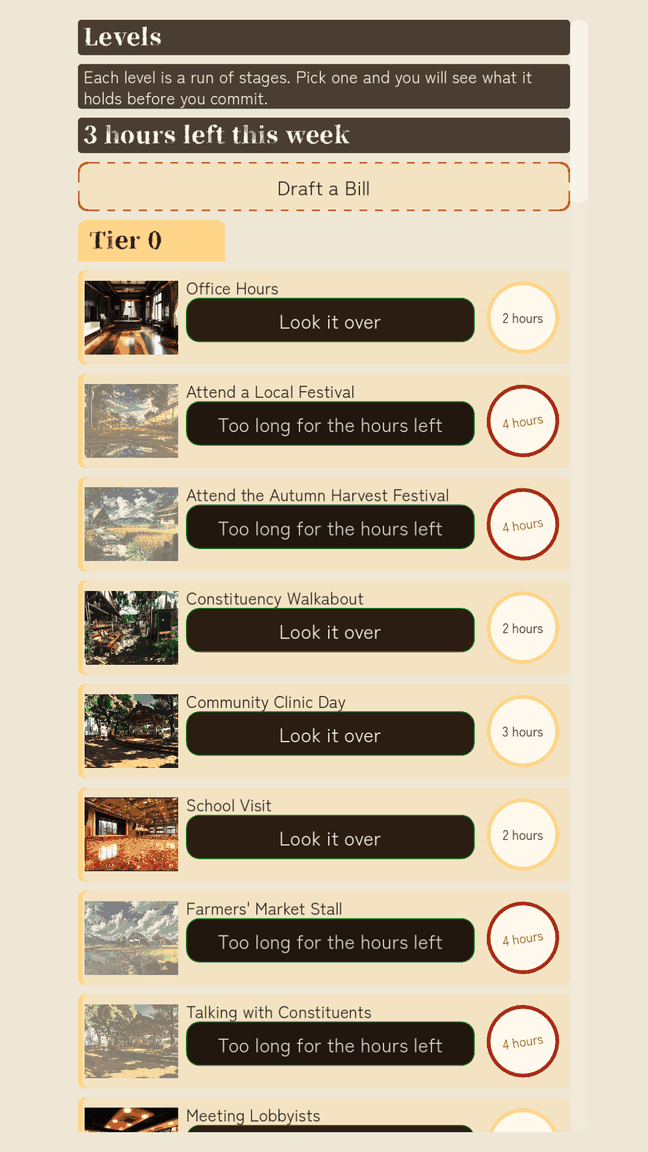 Levels
Each level is a run of stages. Pick one and you will see what it
holds before you commit.
3 hours left this week
Draft a Bill
Tier 0
Office Hours
Look it over
2 hours
Attend a Local Festival
Too long for the hours left
4 hours
Attend the Autumn Harvest Festival
Too long for the hours left
4 hours
Constituency Walkabout
Look it over
2 hours
Community Clinic Day
Look it over
3 hours
School Visit
Look it over
2 hours
Farmers' Market Stall
Too long for the hours left
4 hours
Talking with Constituents
Too long for the hours left
4 hours
Meeting Lobbyists